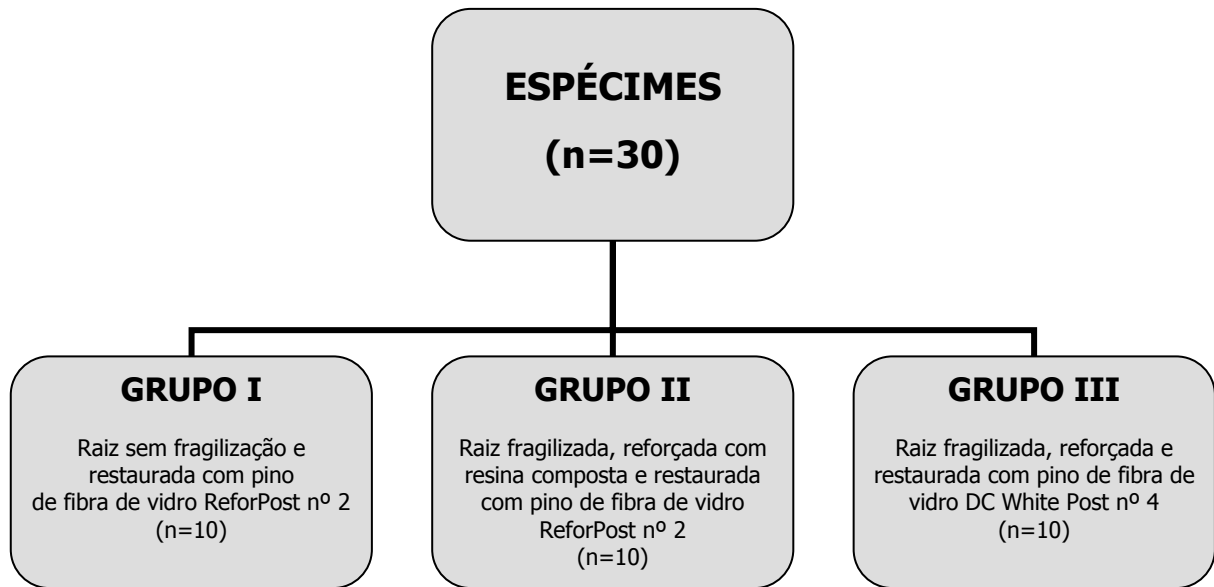 ESPÉCIMES
(n=30)
GRUPO I
Raiz sem fragilização e
restaurada com pino
de fibra de vidro ReforPost nº 2
(n=10)
GRUPO II
Raiz fragilizada, reforçada com
resina composta e restaurada
com pino de fibra de vidro
ReforPost nº 2
(n=10)
GRUPO III
Raiz fragilizada, reforçada e
restaurada com pino de fibra de
vidro DC White Post nº 4
(n=10)